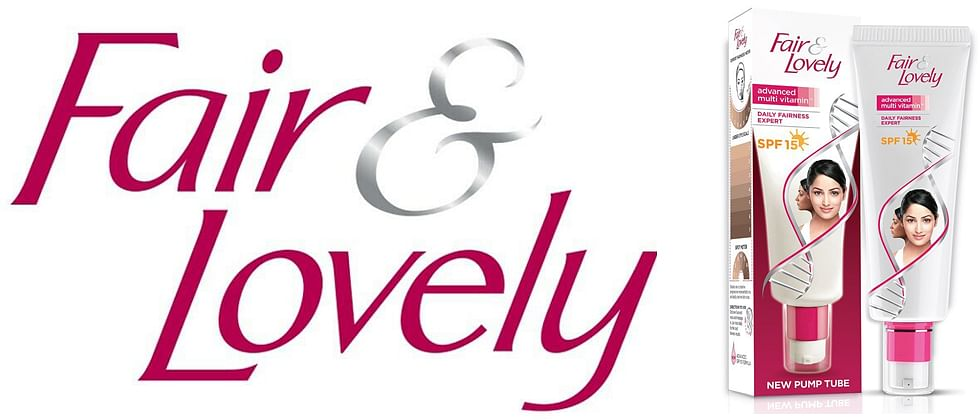 Fair &
Lovely
Fair &
Lovely
advanced
multi vitamin
DAILY FAIRNESS
EXPERT
SPF 15
NEW PUMP TUBE
Fair &
Lovely
advanced
multi vitamin
DAILY FAIRNESS
EXPERT
SPF 15